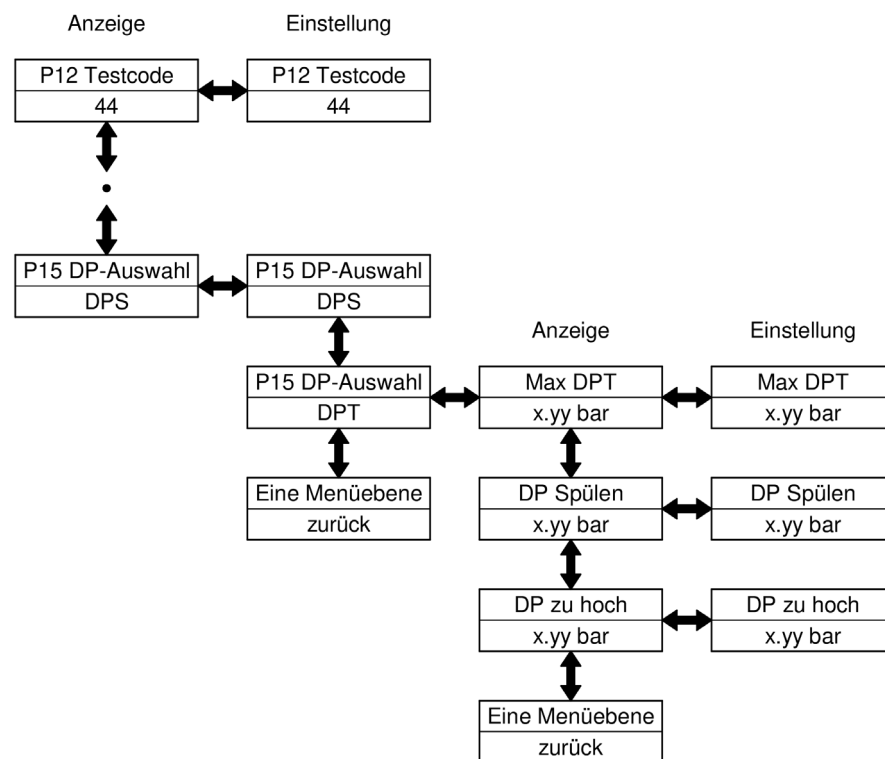 Anzeige Einstellung
P12 Testcode P12 Testcode
44 44
P15 DP-Auswahl P15 DP-Auswahl
DPS DPS
Anzeige Einstellung
P15 DP-Auswahl Max DPT Max DPT
DPT x.yy bar x.yy bar
Eine Menüebene DP Spülen DP Spülen
zurück x.yy bar x.yy bar
DP zu hoch DP zu hoch
x.yy bar x.yy bar
Eine Menüebene
zurück